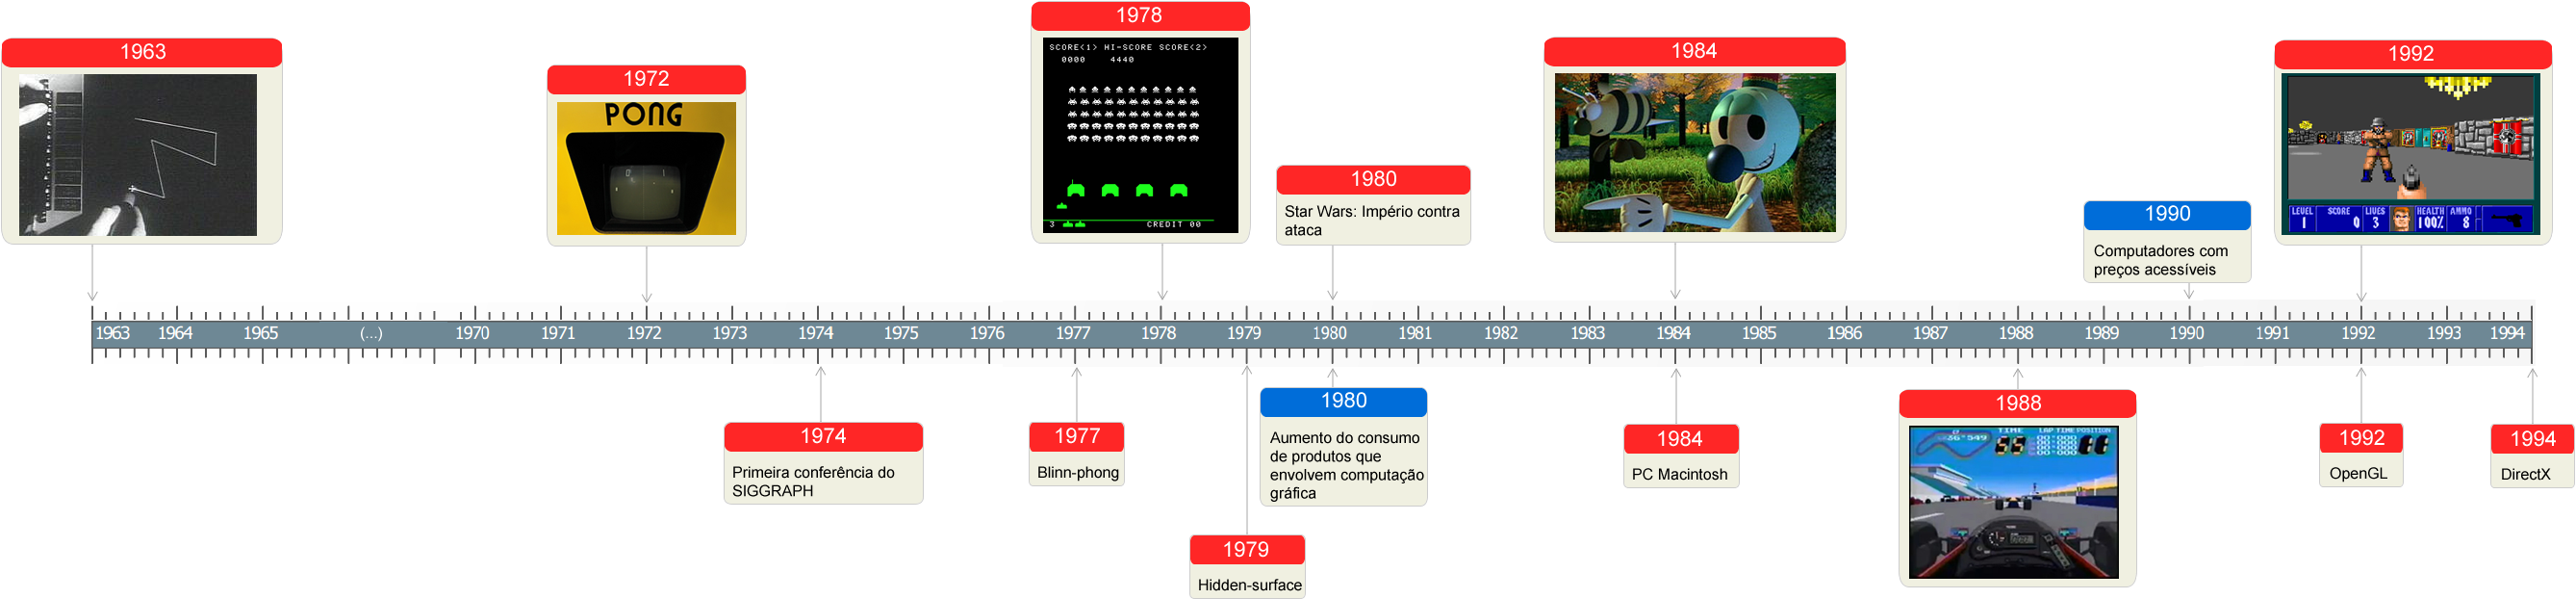 1963
1972
PONG
0 1
1978
SCORE<1> HI-SCORE SCORE<2>
0000 4440
3 CREDIT 00
1980
Star Wars: Império contra
ataca
1984
1990
Computadores com
preços acessíveis
1992
LEVEL SCORE LIVES HEALTH AMMO
1 0 3 100% 8
1963 1964 1965 (...) 1970 1971 1972 1973 1974 1975 1976 1977 1978 1979 1980 1981 1982 1983 1984 1985 1986 1987 1988 1989 1990 1991 1992 1993 1994
1974
Primeira conferência do
SIGGRAPH
1977
Blinn-phong
1979
Hidden-surface
1980
Aumento do consumo
de produtos que
envolvem computação
gráfica
1984
PC Macintosh
1988
TIME LAP TIME POSITION
1992
OpenGL
1994
DirectX